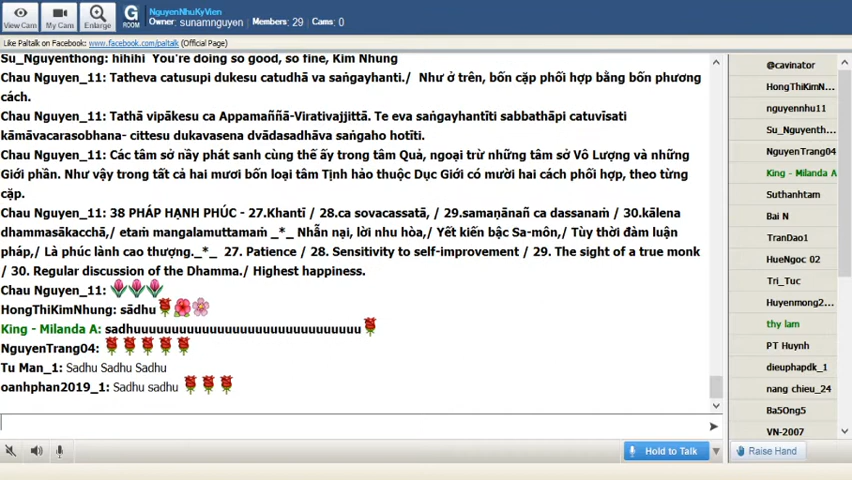 NguyenNhuKyVien
Owner: sunamnguyen Members: 29 Cams: 0
View Cam
My Cam
Enlarge
G
ROOM
Like Paltalk on Facebook: www.facebook.com/paltalk (Official Page)
Su_Nguyenthong: hihihi You're doing so good, so fine, Kim Nhung
Chau Nguyen_11: Tatheva catusupi dukesu catudhā va saṅgayhanti./ Như ở trên, bốn cặp phối hợp bằng bốn phương
cách.
Chau Nguyen_11: Tathā vipākesu ca Appamaññā-Virativajjitā. Te eva saṅgayhantīti sabbathāpi catuvīsati
kāmāvacarasobhana- cittesu dukavasena dvādasadhāva saṅgaho hotīti.
Chau Nguyen_11: Các tâm sở nầy phát sanh cùng thế ấy trong tâm Quả, ngoại trừ những tâm sở Vô Lượng và những
Giới phần. Như vậy trong tất cả hai mươi bốn loại tâm Tịnh hảo thuộc Dục Giới có mười hai cách phối hợp, theo từng
cặp.
Chau Nguyen_11: 38 PHÁP HẠNH PHÚC - 27.Khantī / 28.ca sovacassatā, / 29.samaṇānañ ca dassanaṁ / 30.kālena
dhammasākacchā,/ etaṁ mangalamuttamaṁ _*_ Nhẫn nại, lời nhu hòa,/ Yết kiến bậc Sa-môn,/ Tùy thời đàm luận
pháp,/ Là phúc lành cao thượng._*_ 27. Patience / 28. Sensitivity to self-improvement / 29. The sight of a true monk
/ 30. Regular discussion of the Dhamma./ Highest happiness.
Chau Nguyen_11:
HongThiKimNhung: sādhu
King - Milanda A: sadhuuuuuuuuuuuuuuuuuuuuuuuuuuuuuuu
NguyenTrang04:
Tu Man_1: Sadhu Sadhu Sadhu
oanhphan2019_1: Sadhu sadhu
@cavinator
HongThiKimN...
nguyennhu11
Su_Nguyenth...
NguyenTrang04
King - Milanda A
Suthanhtam
Bai N
TranDao1
HueNgoc 02
Tri_Tuc
Huyenmong2...
thy lam
PT Huynh
dieuphapdk_1
nang chieu_24
Ba5Ong5
VN-2007
Hold to Talk
Raise Hand